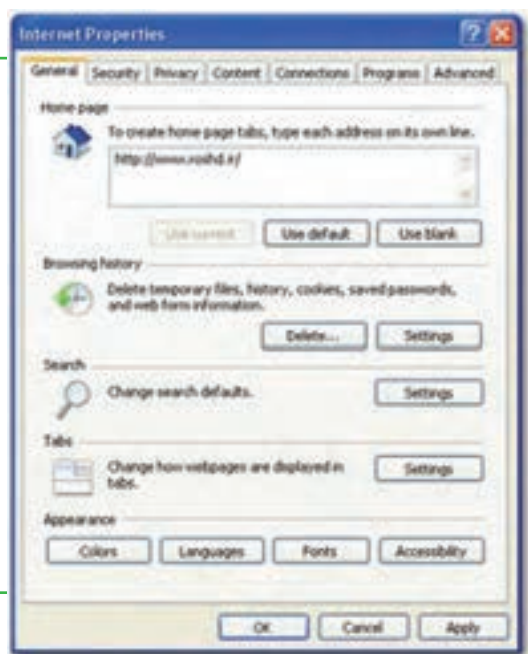 Internet Properties
General Security Privacy Content Connections Programs Advanced
Home page
To create home page tabs, type each address on its own line.
http://www.roshd.ir/
Use current Use default Use blank
Browsing history
Delete temporary files, history, cookies, saved passwords,
and web form information.
Delete... Settings
Search
Change search defaults. Settings
Tabs
Change how webpages are displayed in
tabs.
Settings
Appearance
Colors Languages Fonts Accessibility
OK Cancel Apply